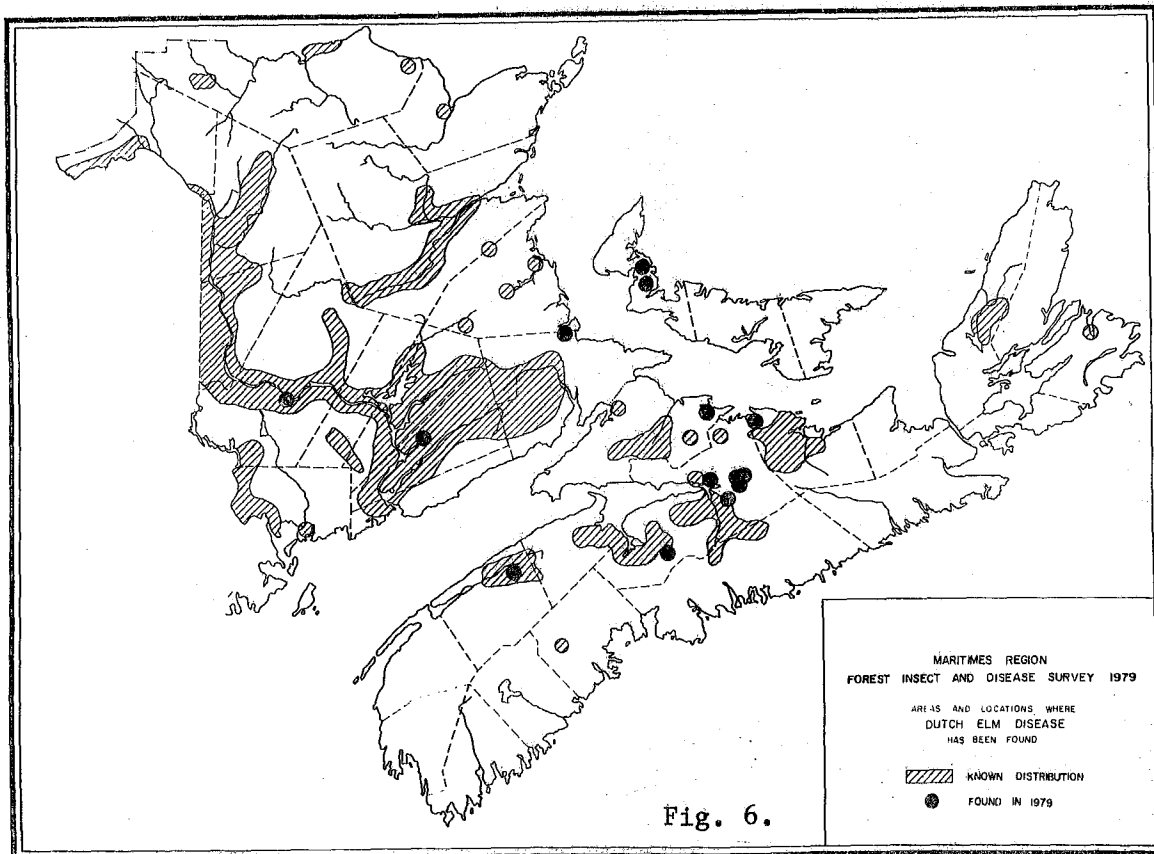 MARITIMES REGION
FOREST INSECT AND DISEASE SURVEY 1979
AREAS AND LOCATIONS WHERE
DUTCH ELM DISEASE
HAS BEEN FOUND
KNOWN DISTRIBUTION
FOUND IN 1979
Fig. 6.